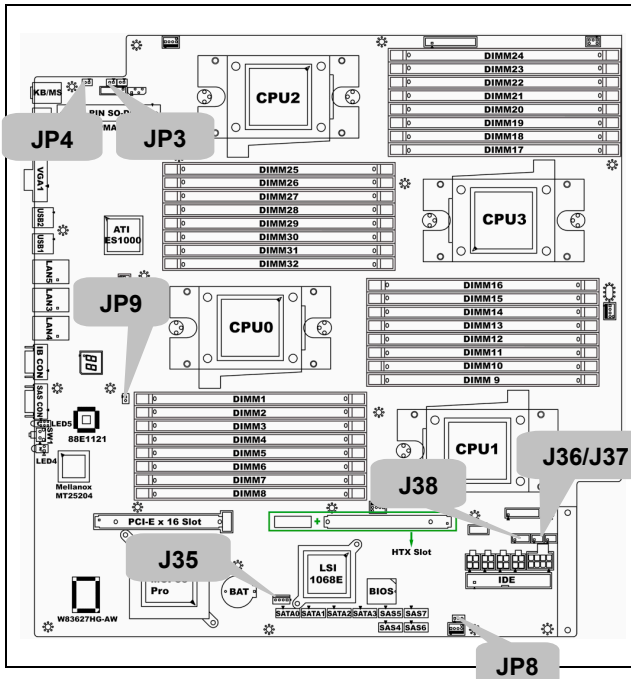 DIMM24
DIMM23
DIMM22
DIMM21
DIMM20
DIMM19
DIMM18
DIMM17
CPU2
KB/MS
JP4
JP3
PIN SO-D
VGA1
DIMM25
DIMM26
DIMM27
DIMM28
DIMM29
DIMM30
DIMM31
DIMM32
CPU3
USB2
USB1
ATI
ES1000
LAN5
LAN3
LAN4
JP9
CPU0
DIMM16
DIMM15
DIMM14
DIMM13
DIMM12
DIMM11
DIMM10
DIMM 9
IB CON
SAS CON
DIMM1
DIMM2
DIMM3
DIMM4
DIMM5
DIMM6
DIMM7
DIMM8
LED5
SW1
88E1121
LED4
Mellanox
MT25204
CPU1
J36/J37
J38
PCI-E x 16 Slot
+
HTX Slot
J35
Pro
BAT
LSI
1068E
BIOS
IDE
W83627HG-AW
SATA0 SATA1 SATA2 SATA3 SAS5 SAS7
SAS4 SAS6
JP8